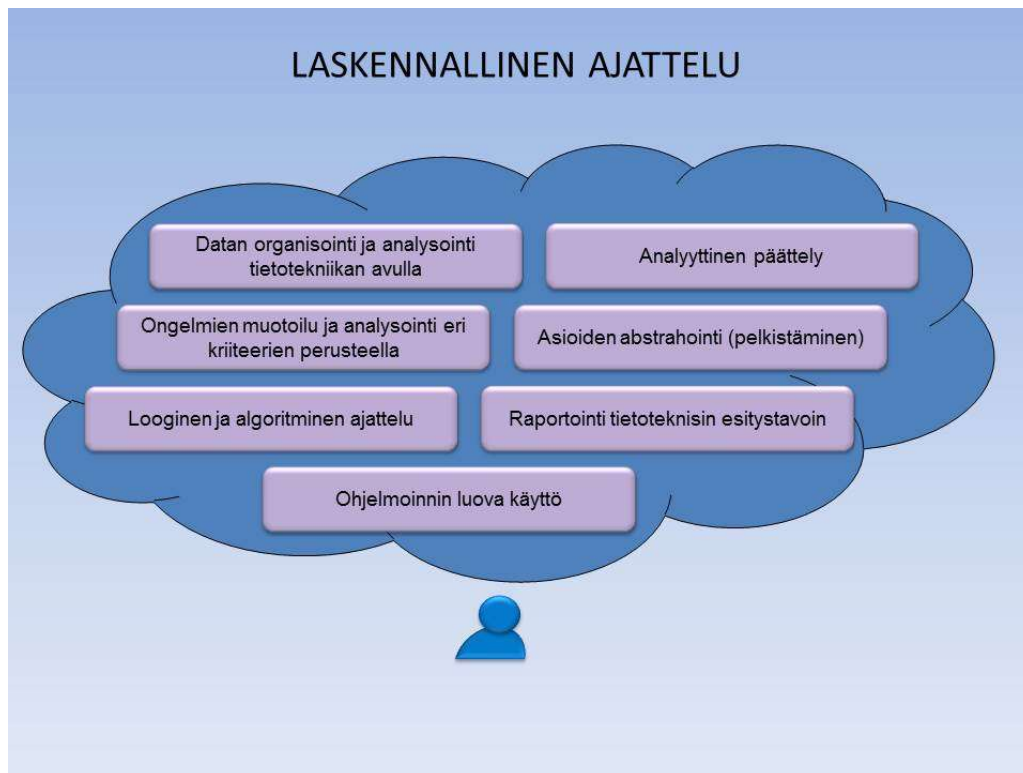 LASKENNALLINEN AJATTELU
Datan organisointi ja analysointi
tietotekniikan avulla
Analyyttinen päättely
Ongelmien muotoilu ja analysointi eri
kriiteerien perusteella
Asioiden abstrahointi (pelkistäminen)
Looginen ja algoritminen ajattelu
Raportointi tietoteknisin esitystavoin
Ohjelmoinnin luova käyttö